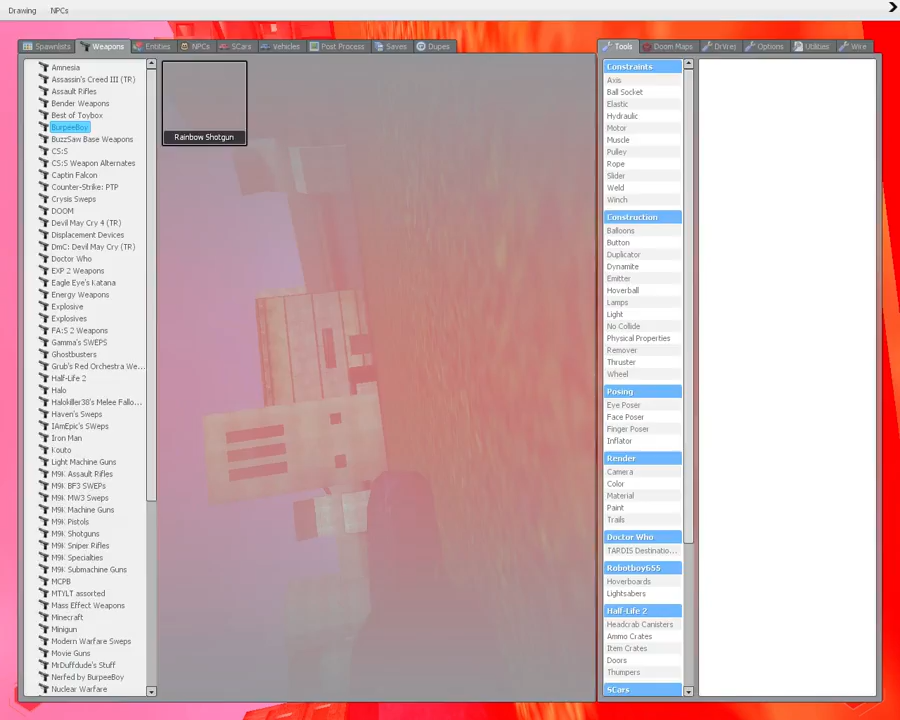 Drawing NPCs
Spawnlists Weapons Entities NPCs SCars Vehicles Post Process Saves Dupes
Tools Doom Maps DrVrej Options Utilities Wire
Amnesia
Assassin's Creed III (TR)
Assault Rifles
Bender Weapons
Best of Toybox
BurpeeBoy
BuzzSaw Base Weapons
CS:S
CS:S Weapon Alternates
Captin Falcon
Counter-Strike: PTP
Crysis Sweps
DOOM
Devil May Cry 4 (TR)
Displacement Devices
DmC: Devil May Cry (TR)
Doctor Who
EXP 2 Weapons
Eagle Eye's Katana
Energy Weapons
Explosive
Explosives
FA:S 2 Weapons
Gamma's SWEPS
Ghostbusters
Grub's Red Orchestra We...
Half-Life 2
Halo
Halokiller38's Melee Fallo...
Haven's Sweps
IAmEpic's SWeps
Iron Man
Kouto
Light Machine Guns
M9K Assault Rifles
M9K BF3 SWEPs
M9K MW3 Sweps
M9K Machine Guns
M9K Pistols
M9K Shotguns
M9K Sniper Rifles
M9K Specialties
M9K Submachine Guns
MCPB
MTYLT assorted
Mass Effect Weapons
Minecraft
Minigun
Modern Warfare Sweps
Movie Guns
MrDuffdude's Stuff
Nerfed by BurpeeBoy
Nuclear Warfare
Rainbow Shotgun
Constraints
Axis
Ball Socket
Elastic
Hydraulic
Motor
Muscle
Pulley
Rope
Slider
Weld
Winch
Construction
Balloons
Button
Duplicator
Dynamite
Emitter
Hoverball
Lamps
Light
No Collide
Physical Properties
Remover
Thruster
Wheel
Posing
Eye Poser
Face Poser
Finger Poser
Inflator
Render
Camera
Color
Material
Paint
Trails
Doctor Who
TARDIS Destinatio...
Robotboy655
Hoverboards
Lightsabers
Half-Life 2
Headcrab Canisters
Ammo Crates
Item Crates
Doors
Thumpers
SCars